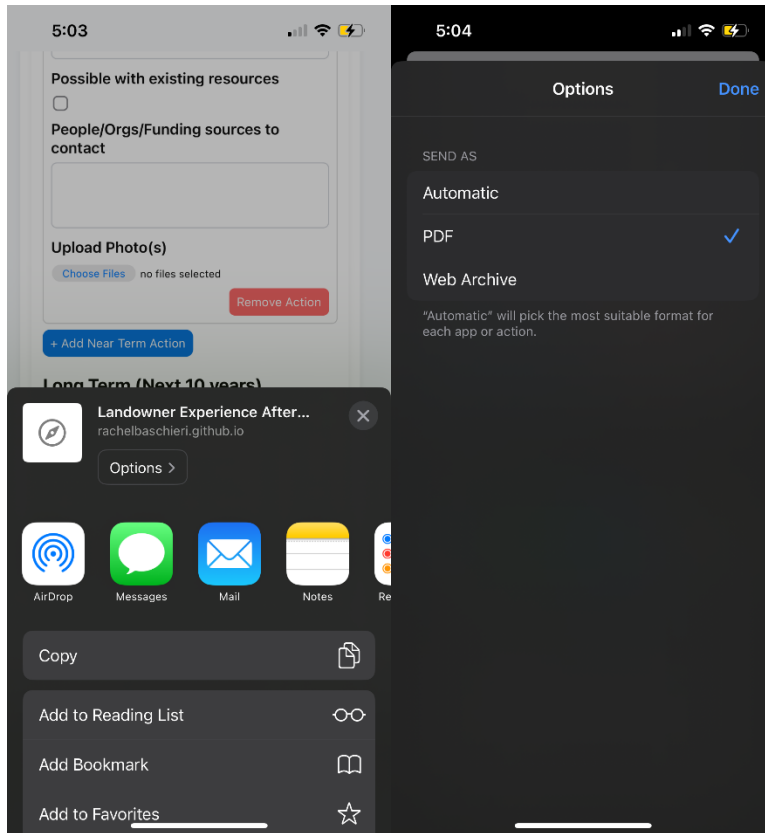 5:03
Possible with existing resources
People/Orgs/Funding sources to
contact
Upload Photo(s)
Choose Files no files selected
Remove Action
+ Add Near Term Action
Long Term (Next 10 years)
Landowner Experience After...
rachelbaschieri.github.io
Options >
AirDrop
Messages
Mail
Notes
Re
Copy
Add to Reading List
Add Bookmark
Add to Favorites
5:04
Options
Done
SEND AS
Automatic
PDF
Web Archive
“Automatic” will pick the most suitable format for
each app or action.